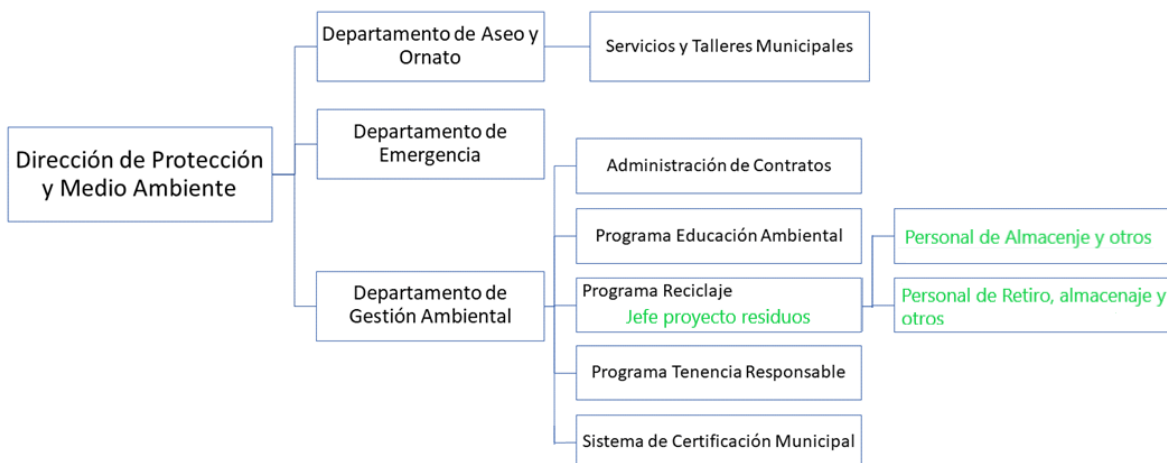 Departamento de Aseo y
Ornato
Servicios y Talleres Municipales
Departamento de
Emergencia
Dirección de Protección
y Medio Ambiente
Administración de Contratos
Programa Educación Ambiental
Personal de Almacenje y otros
Departamento de
Gestión Ambiental
Programa Reciclaje
Jefe proyecto residuos
Personal de Retiro, almacenaje y
otros
Programa Tenencia Responsable
Sistema de Certificación Municipal